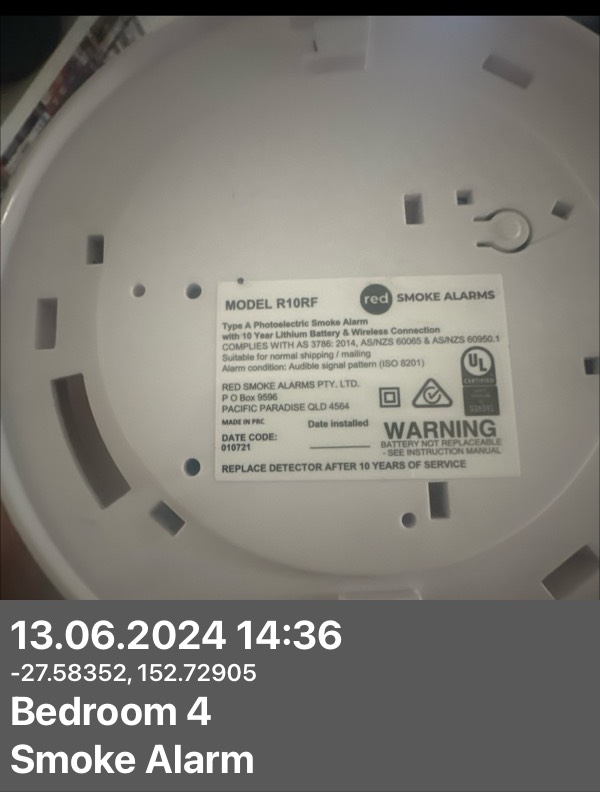 MODEL R10RF
red SMOKE ALARMS
Type A Photoelectric Smoke Alarm
with 10 Year Lithium Battery & Wireless Connection
COMPLIES WITH AS 3786: 2014, AS/NZS 60065 & AS/NZS 60950.1
Suitable for normal shipping / mailing
Alarm condition: Audible signal pattern (ISO 8201)
UL
CERTIFIED
RED SMOKE ALARMS PTY. LTD.
P O Box 9596
PACIFIC PARADISE QLD 4564
MADE IN PRC
Date installed
DATE CODE:
010721
WARNING
BATTERY NOT REPLACEABLE
- SEE INSTRUCTION MANUAL
REPLACE DETECTOR AFTER 10 YEARS OF SERVICE
13.06.2024 14:36
-27.58352, 152.72905
Bedroom 4
Smoke Alarm